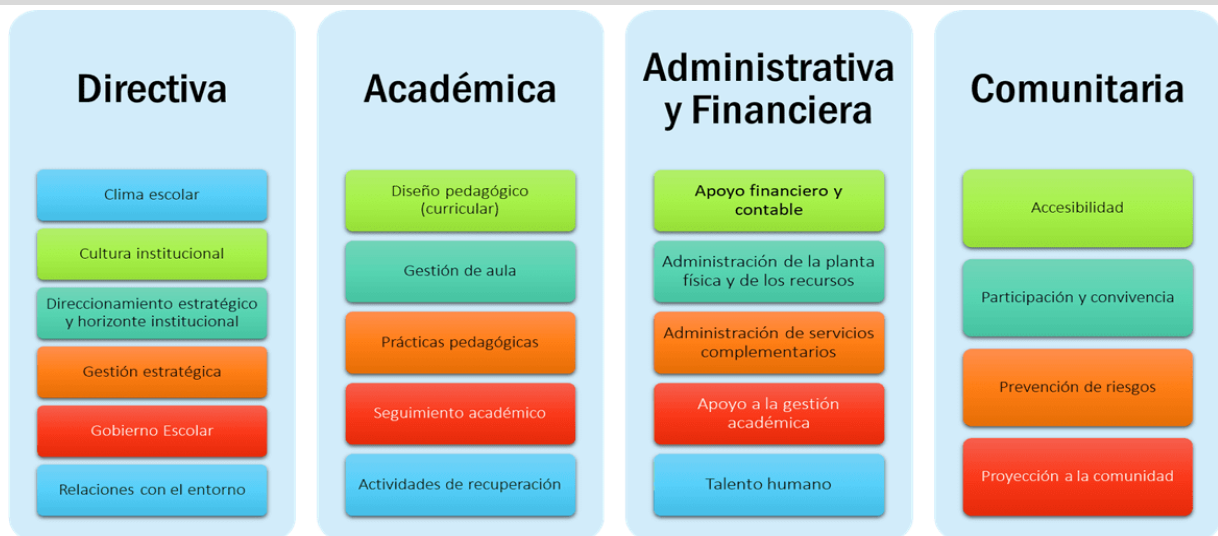 Directiva
Clima escolar
Cultura institucional
Direccionamiento estratégico
y horizonte institucional
Gestión estratégica
Gobierno Escolar
Relaciones con el entorno
Académica
Diseño pedagógico
(curricular)
Gestión de aula
Prácticas pedagógicas
Seguimiento académico
Actividades de recuperación
Administrativa
y Financiera
Apoyo financiero y
contable
Administración de la planta
física y de los recursos
Administración de servicios
complementarios
Apoyo a la gestión
académica
Talento humano
Comunitaria
Accesibilidad
Participación y convivencia
Prevención de riesgos
Proyección a la comunidad